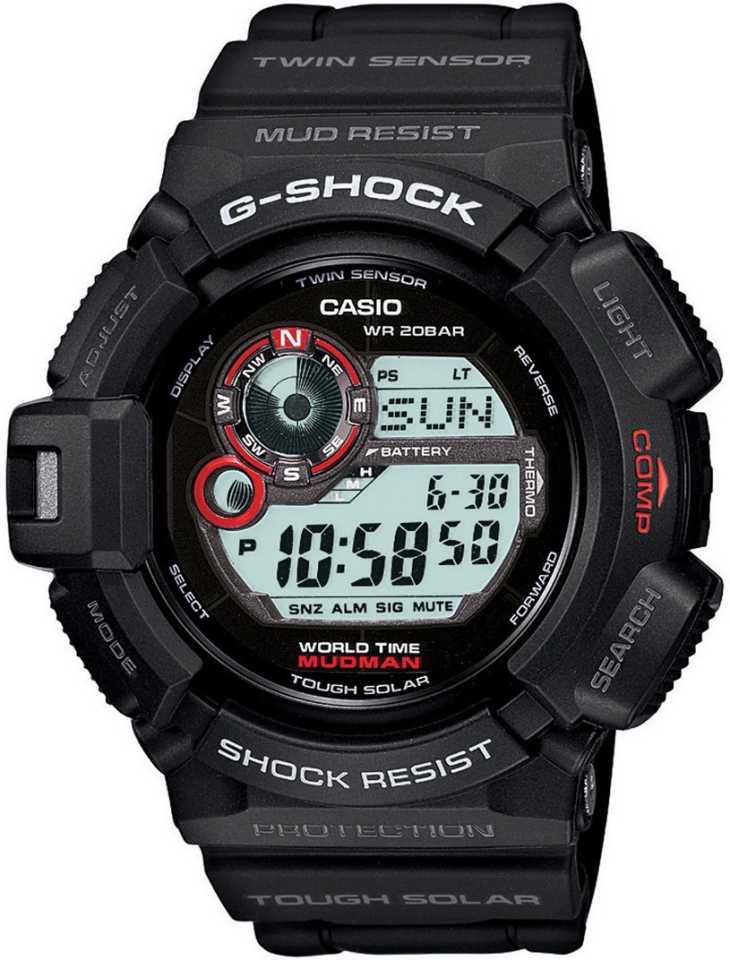 TWIN SENSOR
MUD RESIST
G-SHOCK
TWIN SENSOR
CASIO
WR 20BAR
ADJUST
DISPLAY
LIGHT
REVERSE
N
NW
NE
W
E
SW
SE
S
PS LT
SUN
BATTERY
H
M
L
THERMO
COMP
6-30
P 10:58 50
SNZ ALM SIG MUTE
SELECT
FORWARD
MODE
SEARCH
WORLD TIME
MUDMAN
TOUGH SOLAR
SHOCK RESIST
PROTECTION
TOUGH SOLAR